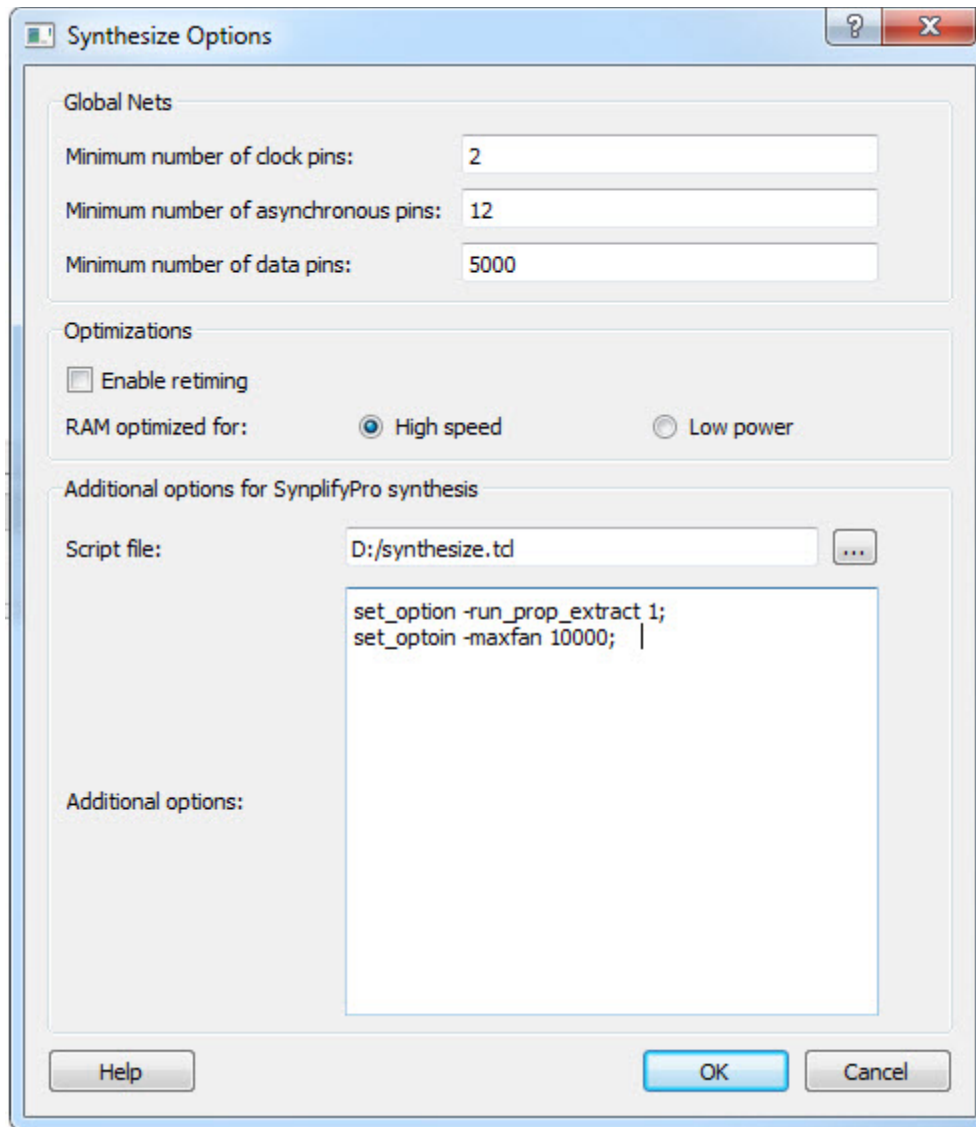 Synthesize Options
Global Nets
Minimum number of clock pins: 2
Minimum number of asynchronous pins: 12
Minimum number of data pins: 5000
Optimizations
Enable retiming
RAM optimized for: High speed Low power
Additional options for SynplifyPro synthesis
Script file: D:/synthesize.tcl ...
set_option -run_prop_extract 1;
set_optoin -maxfan 10000;
Additional options:
Help OK Cancel